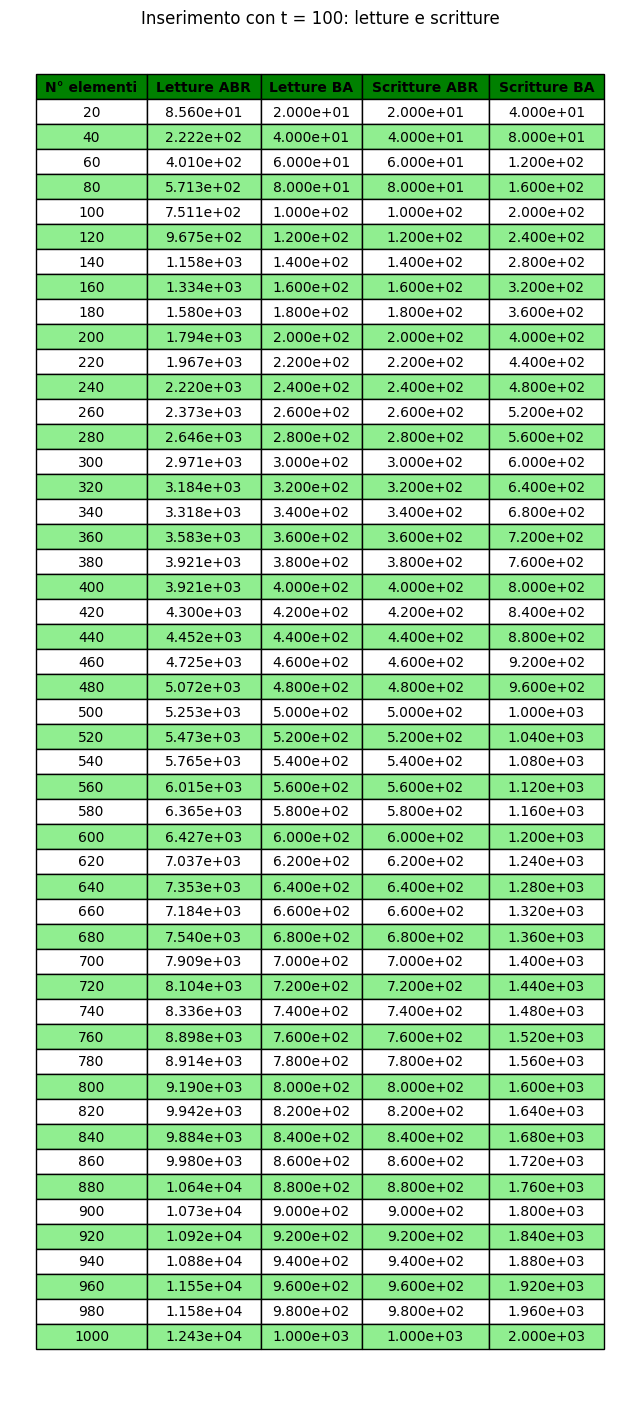 Inserimento con t = 100: letture e scritture
N° elementi Letture ABR Letture BA Scritture ABR Scritture BA
20 8.560e+01 2.000e+01 2.000e+01 4.000e+01
40 2.222e+02 4.000e+01 4.000e+01 8.000e+01
60 4.010e+02 6.000e+01 6.000e+01 1.200e+02
80 5.713e+02 8.000e+01 8.000e+01 1.600e+02
100 7.511e+02 1.000e+02 1.000e+02 2.000e+02
120 9.675e+02 1.200e+02 1.200e+02 2.400e+02
140 1.158e+03 1.400e+02 1.400e+02 2.800e+02
160 1.334e+03 1.600e+02 1.600e+02 3.200e+02
180 1.580e+03 1.800e+02 1.800e+02 3.600e+02
200 1.794e+03 2.000e+02 2.000e+02 4.000e+02
220 1.967e+03 2.200e+02 2.200e+02 4.400e+02
240 2.220e+03 2.400e+02 2.400e+02 4.800e+02
260 2.373e+03 2.600e+02 2.600e+02 5.200e+02
280 2.646e+03 2.800e+02 2.800e+02 5.600e+02
300 2.971e+03 3.000e+02 3.000e+02 6.000e+02
320 3.184e+03 3.200e+02 3.200e+02 6.400e+02
340 3.318e+03 3.400e+02 3.400e+02 6.800e+02
360 3.583e+03 3.600e+02 3.600e+02 7.200e+02
380 3.921e+03 3.800e+02 3.800e+02 7.600e+02
400 3.921e+03 4.000e+02 4.000e+02 8.000e+02
420 4.300e+03 4.200e+02 4.200e+02 8.400e+02
440 4.452e+03 4.400e+02 4.400e+02 8.800e+02
460 4.725e+03 4.600e+02 4.600e+02 9.200e+02
480 5.072e+03 4.800e+02 4.800e+02 9.600e+02
500 5.253e+03 5.000e+02 5.000e+02 1.000e+03
520 5.473e+03 5.200e+02 5.200e+02 1.040e+03
540 5.765e+03 5.400e+02 5.400e+02 1.080e+03
560 6.015e+03 5.600e+02 5.600e+02 1.120e+03
580 6.365e+03 5.800e+02 5.800e+02 1.160e+03
600 6.427e+03 6.000e+02 6.000e+02 1.200e+03
620 7.037e+03 6.200e+02 6.200e+02 1.240e+03
640 7.353e+03 6.400e+02 6.400e+02 1.280e+03
660 7.184e+03 6.600e+02 6.600e+02 1.320e+03
680 7.540e+03 6.800e+02 6.800e+02 1.360e+03
700 7.909e+03 7.000e+02 7.000e+02 1.400e+03
720 8.104e+03 7.200e+02 7.200e+02 1.440e+03
740 8.336e+03 7.400e+02 7.400e+02 1.480e+03
760 8.898e+03 7.600e+02 7.600e+02 1.520e+03
780 8.914e+03 7.800e+02 7.800e+02 1.560e+03
800 9.190e+03 8.000e+02 8.000e+02 1.600e+03
820 9.942e+03 8.200e+02 8.200e+02 1.640e+03
840 9.884e+03 8.400e+02 8.400e+02 1.680e+03
860 9.980e+03 8.600e+02 8.600e+02 1.720e+03
880 1.064e+04 8.800e+02 8.800e+02 1.760e+03
900 1.073e+04 9.000e+02 9.000e+02 1.800e+03
920 1.092e+04 9.200e+02 9.200e+02 1.840e+03
940 1.088e+04 9.400e+02 9.400e+02 1.880e+03
960 1.155e+04 9.600e+02 9.600e+02 1.920e+03
980 1.158e+04 9.800e+02 9.800e+02 1.960e+03
1000 1.243e+04 1.000e+03 1.000e+03 2.000e+03